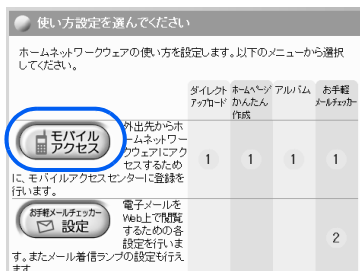 使い方設定を選んでください
ホームネットワークウェアの使い方を設定します。以下のメニューから選択
してください。
ダイレクト ホームページ アルバム お手軽
アップロード かんたん メールチェッカー
作成
モバイル
アクセス
外出先からホ
ームネットワー
クウェアにアク
セスするため
に、モバイルアクセスセンターに登録を
行います。
1 1 1 1
お手軽メールチェッカー
設定
電子メールを
Web上で閲覧
するための各
設定を行いま
す。またメール着信ランプの設定も行え
ます
2